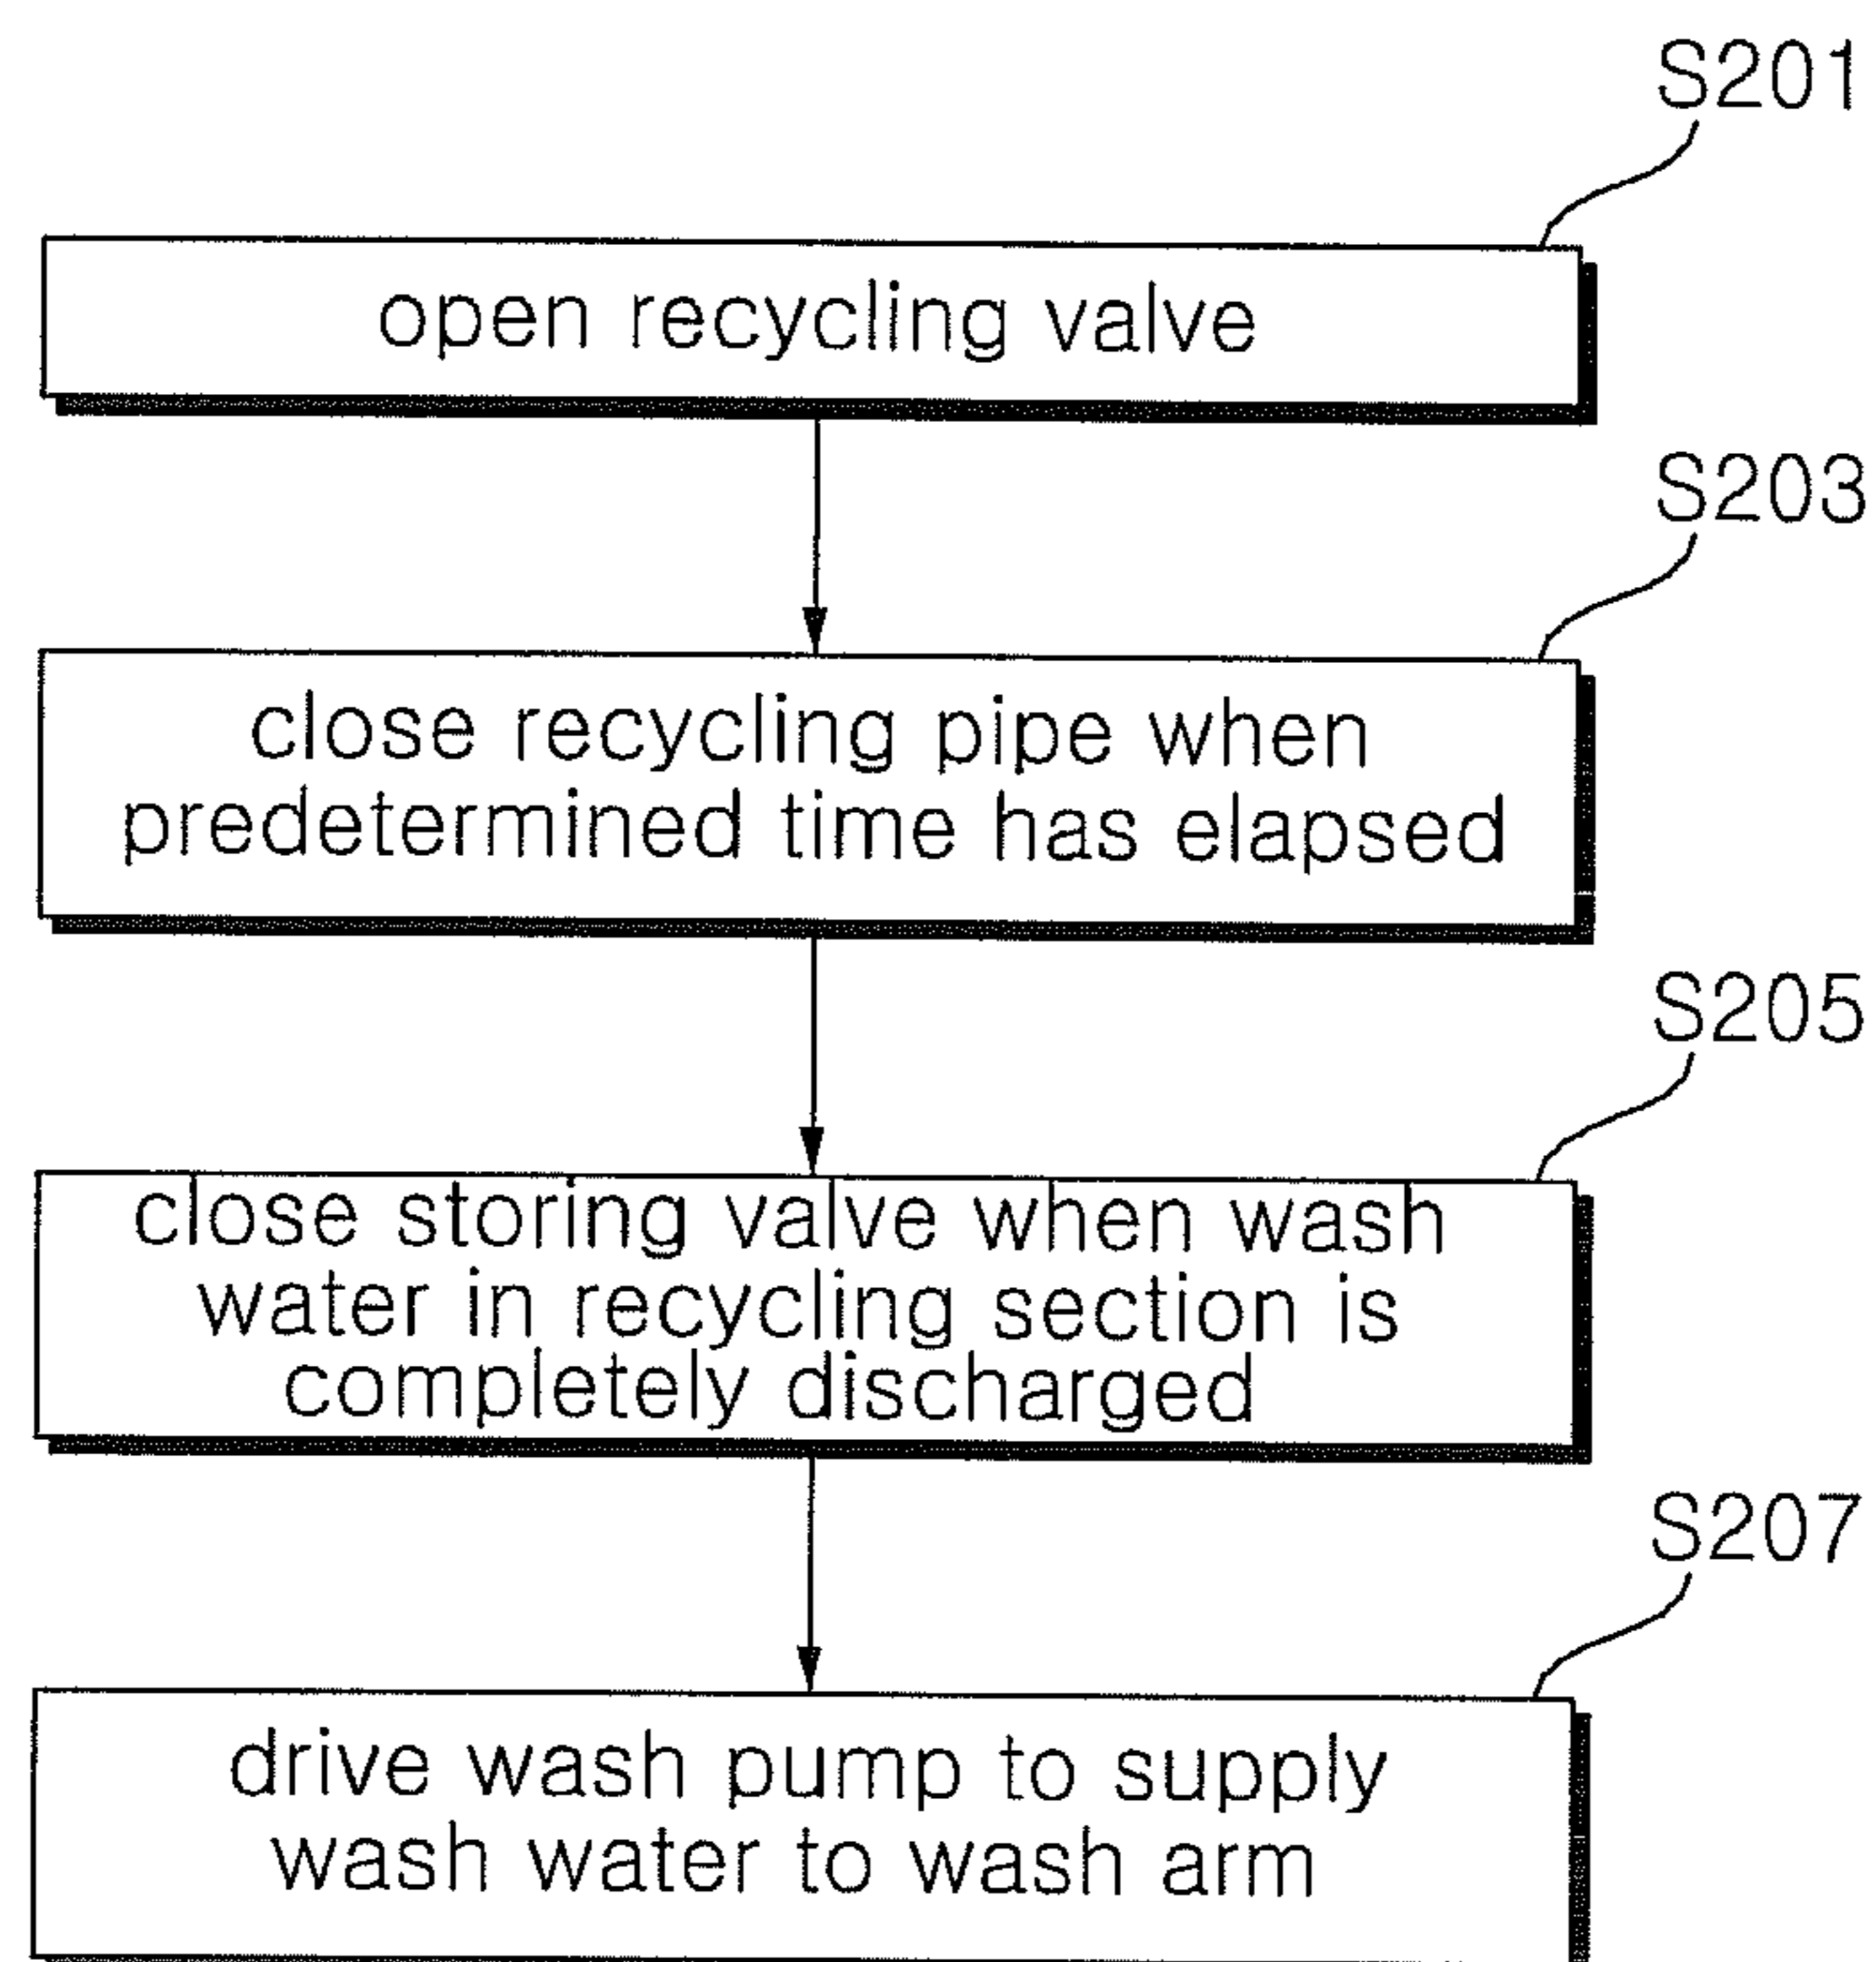 S201
open recycling valve
S203
close recycling pipe when
predetermined time has elapsed
S205
close storing valve when wash
water in recycling section is
completely discharged
S207
drive wash pump to supply
wash water to wash arm